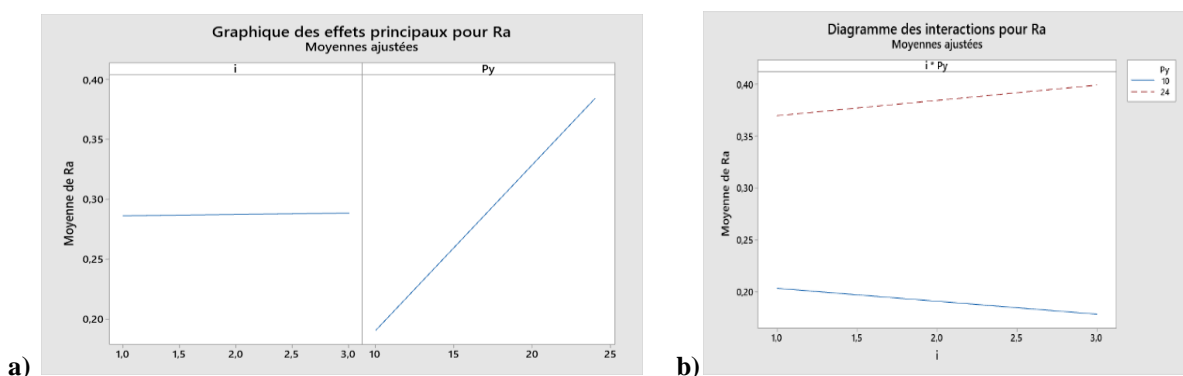 Graphique des effets principaux pour Ra
Moyennes ajustées
i
Py
Moyenne de Ra
0,40
0,35
0,30
0,25
0,20
1,0 1,5 2,0 2,5 3,0 10 15 20 25
a)
Diagramme des interactions pour Ra
Moyennes ajustées
i * Py
Py
10
24
Moyenne de Ra
0,40
0,35
0,30
0,25
0,20
1,0 1,5 2,0 2,5 3,0
i
b)